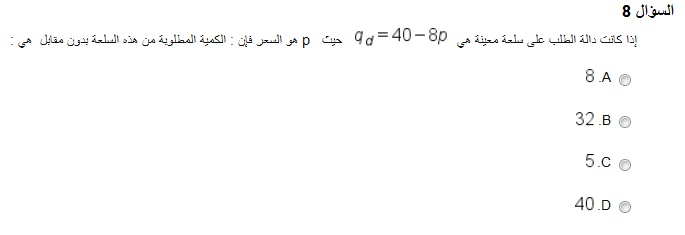 السؤال 8
إذا كانت دالة الطلب على سلعة معينة هي q_d = 40 − 8p حيث p هو السعر فإن : الكمية المطلوبة من هذه السلعة بدون مقابل هي :
8 .A
32 .B
5 .C
40 .D